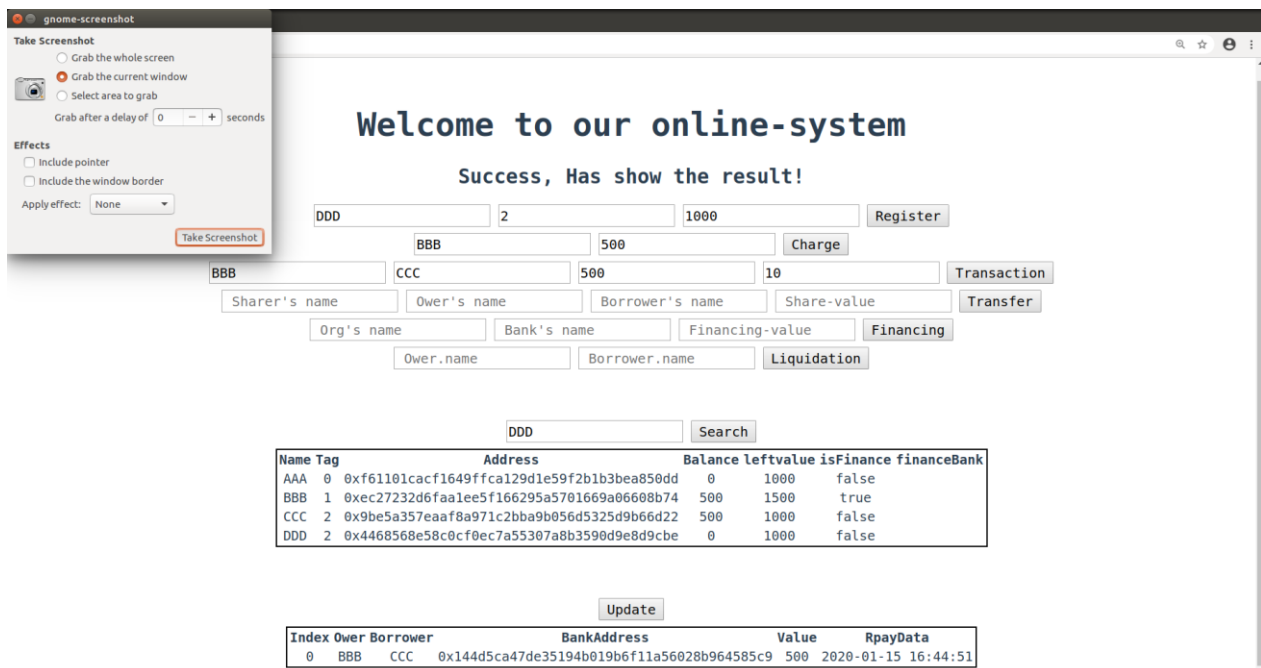 gnome-screenshot
Take Screenshot
Grab the whole screen
Grab the current window
Select area to grab
Grab after a delay of 0 − + seconds
Effects
Include pointer
Include the window border
Apply effect: None
Take Screenshot
Welcome to our online-system
Success, Has show the result!
DDD 2 1000 Register
BBB 500 Charge
BBB CCC 500 10 Transaction
Sharer's name Ower's name Borrower's name Share-value Transfer
Org's name Bank's name Financing-value Financing
Ower.name Borrower.name Liquidation
DDD Search
Name Tag Address Balance leftvalue isFinance financeBank
AAA 0 0xf61101cacf1649ffca129d1e59f2b1b3bea850dd 0 1000 false
BBB 1 0xec27232d6faa1ee5f166295a5701669a06608b74 500 1500 true
CCC 2 0x9be5a357eaaf8a971c2bba9b056d5325d9b66d22 500 1000 false
DDD 2 0x4468568e58c0cf0ec7a55307a8b3590d9e8d9cbe 0 1000 false
Update
Index Ower Borrower BankAddress Value RpayData
0 BBB CCC 0x144d5ca47de35194b019b6f11a56028b964585c9 500 2020-01-15 16:44:51